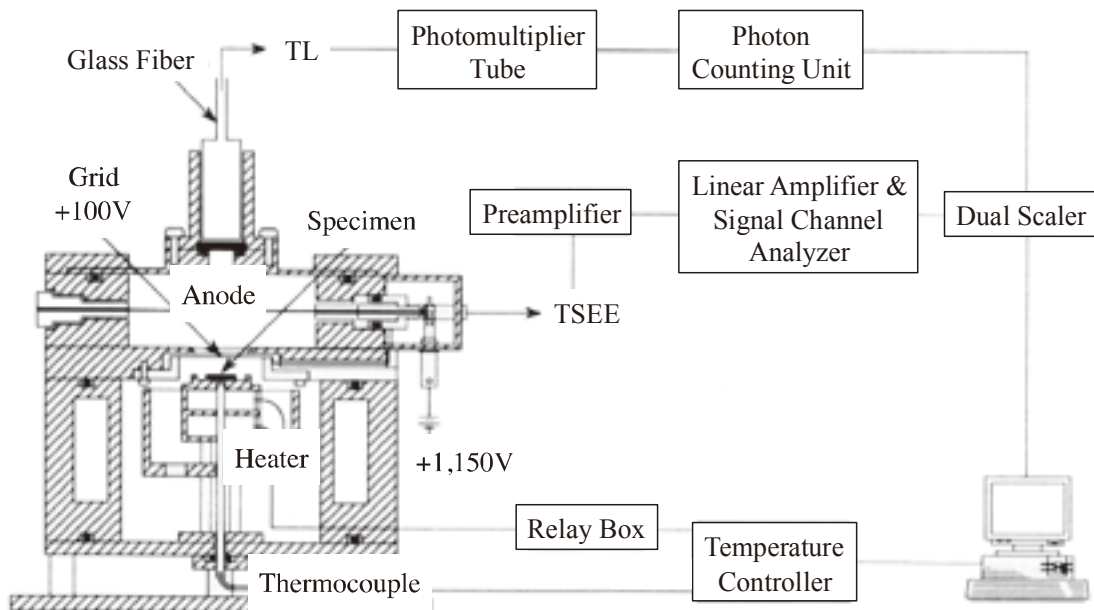 Glass Fiber
TL
Photomultiplier
Tube
Photon
Counting Unit
Grid
+100V
Specimen
Preamplifier
Linear Amplifier &
Signal Channel
Analyzer
Dual Scaler
Anode
TSEE
Heater
+1,150V
Relay Box
Temperature
Controller
Thermocouple